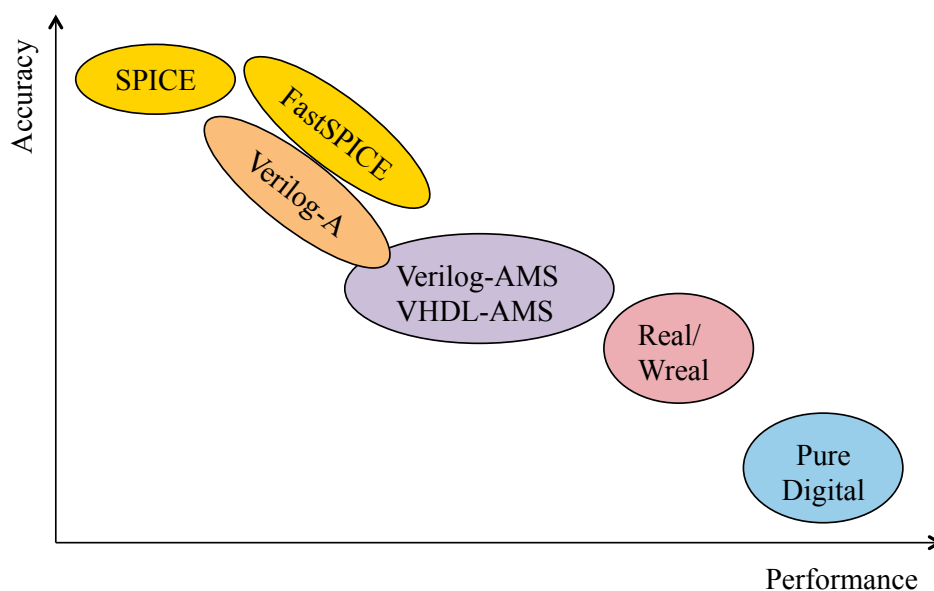 Accuracy
SPICE
FastSPICE
Verilog-A
Verilog-AMS
VHDL-AMS
Real/
Wreal
Pure
Digital
Performance